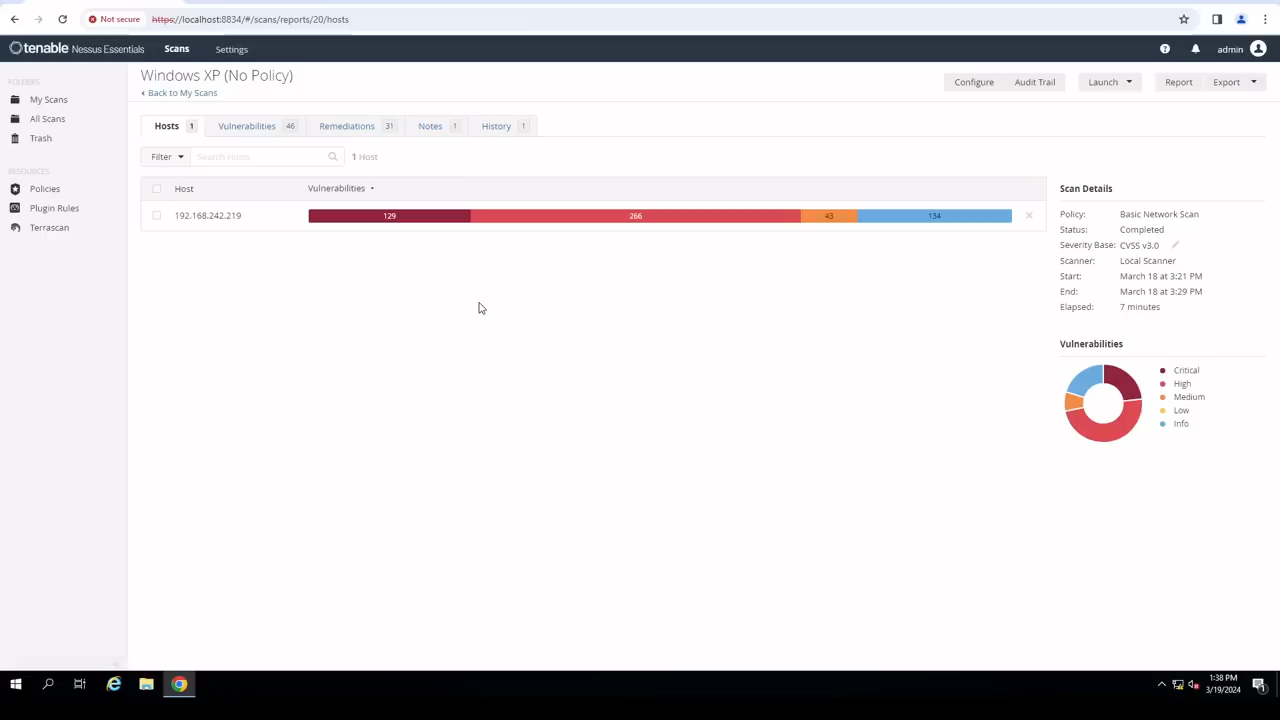 Not secure https://localhost:8834/#/scans/reports/20/hosts
tenable Nessus Essentials Scans Settings admin
FOLDERS
My Scans
All Scans
Trash
RESOURCES
Policies
Plugin Rules
Terrascan
Windows XP (No Policy)
Back to My Scans
Configure Audit Trail Launch Report Export
Hosts 1 Vulnerabilities 46 Remediations 31 Notes 1 History 1
Filter Search Hosts 1 Host
Host Vulnerabilities
192.168.242.219 129 266 43 134
Scan Details
Policy: Basic Network Scan
Status: Completed
Severity Base: CVSS v3.0
Scanner: Local Scanner
Start: March 18 at 3:21 PM
End: March 18 at 3:29 PM
Elapsed: 7 minutes
Vulnerabilities
Critical
High
Medium
Low
Info
1:38 PM
3/19/2024
1